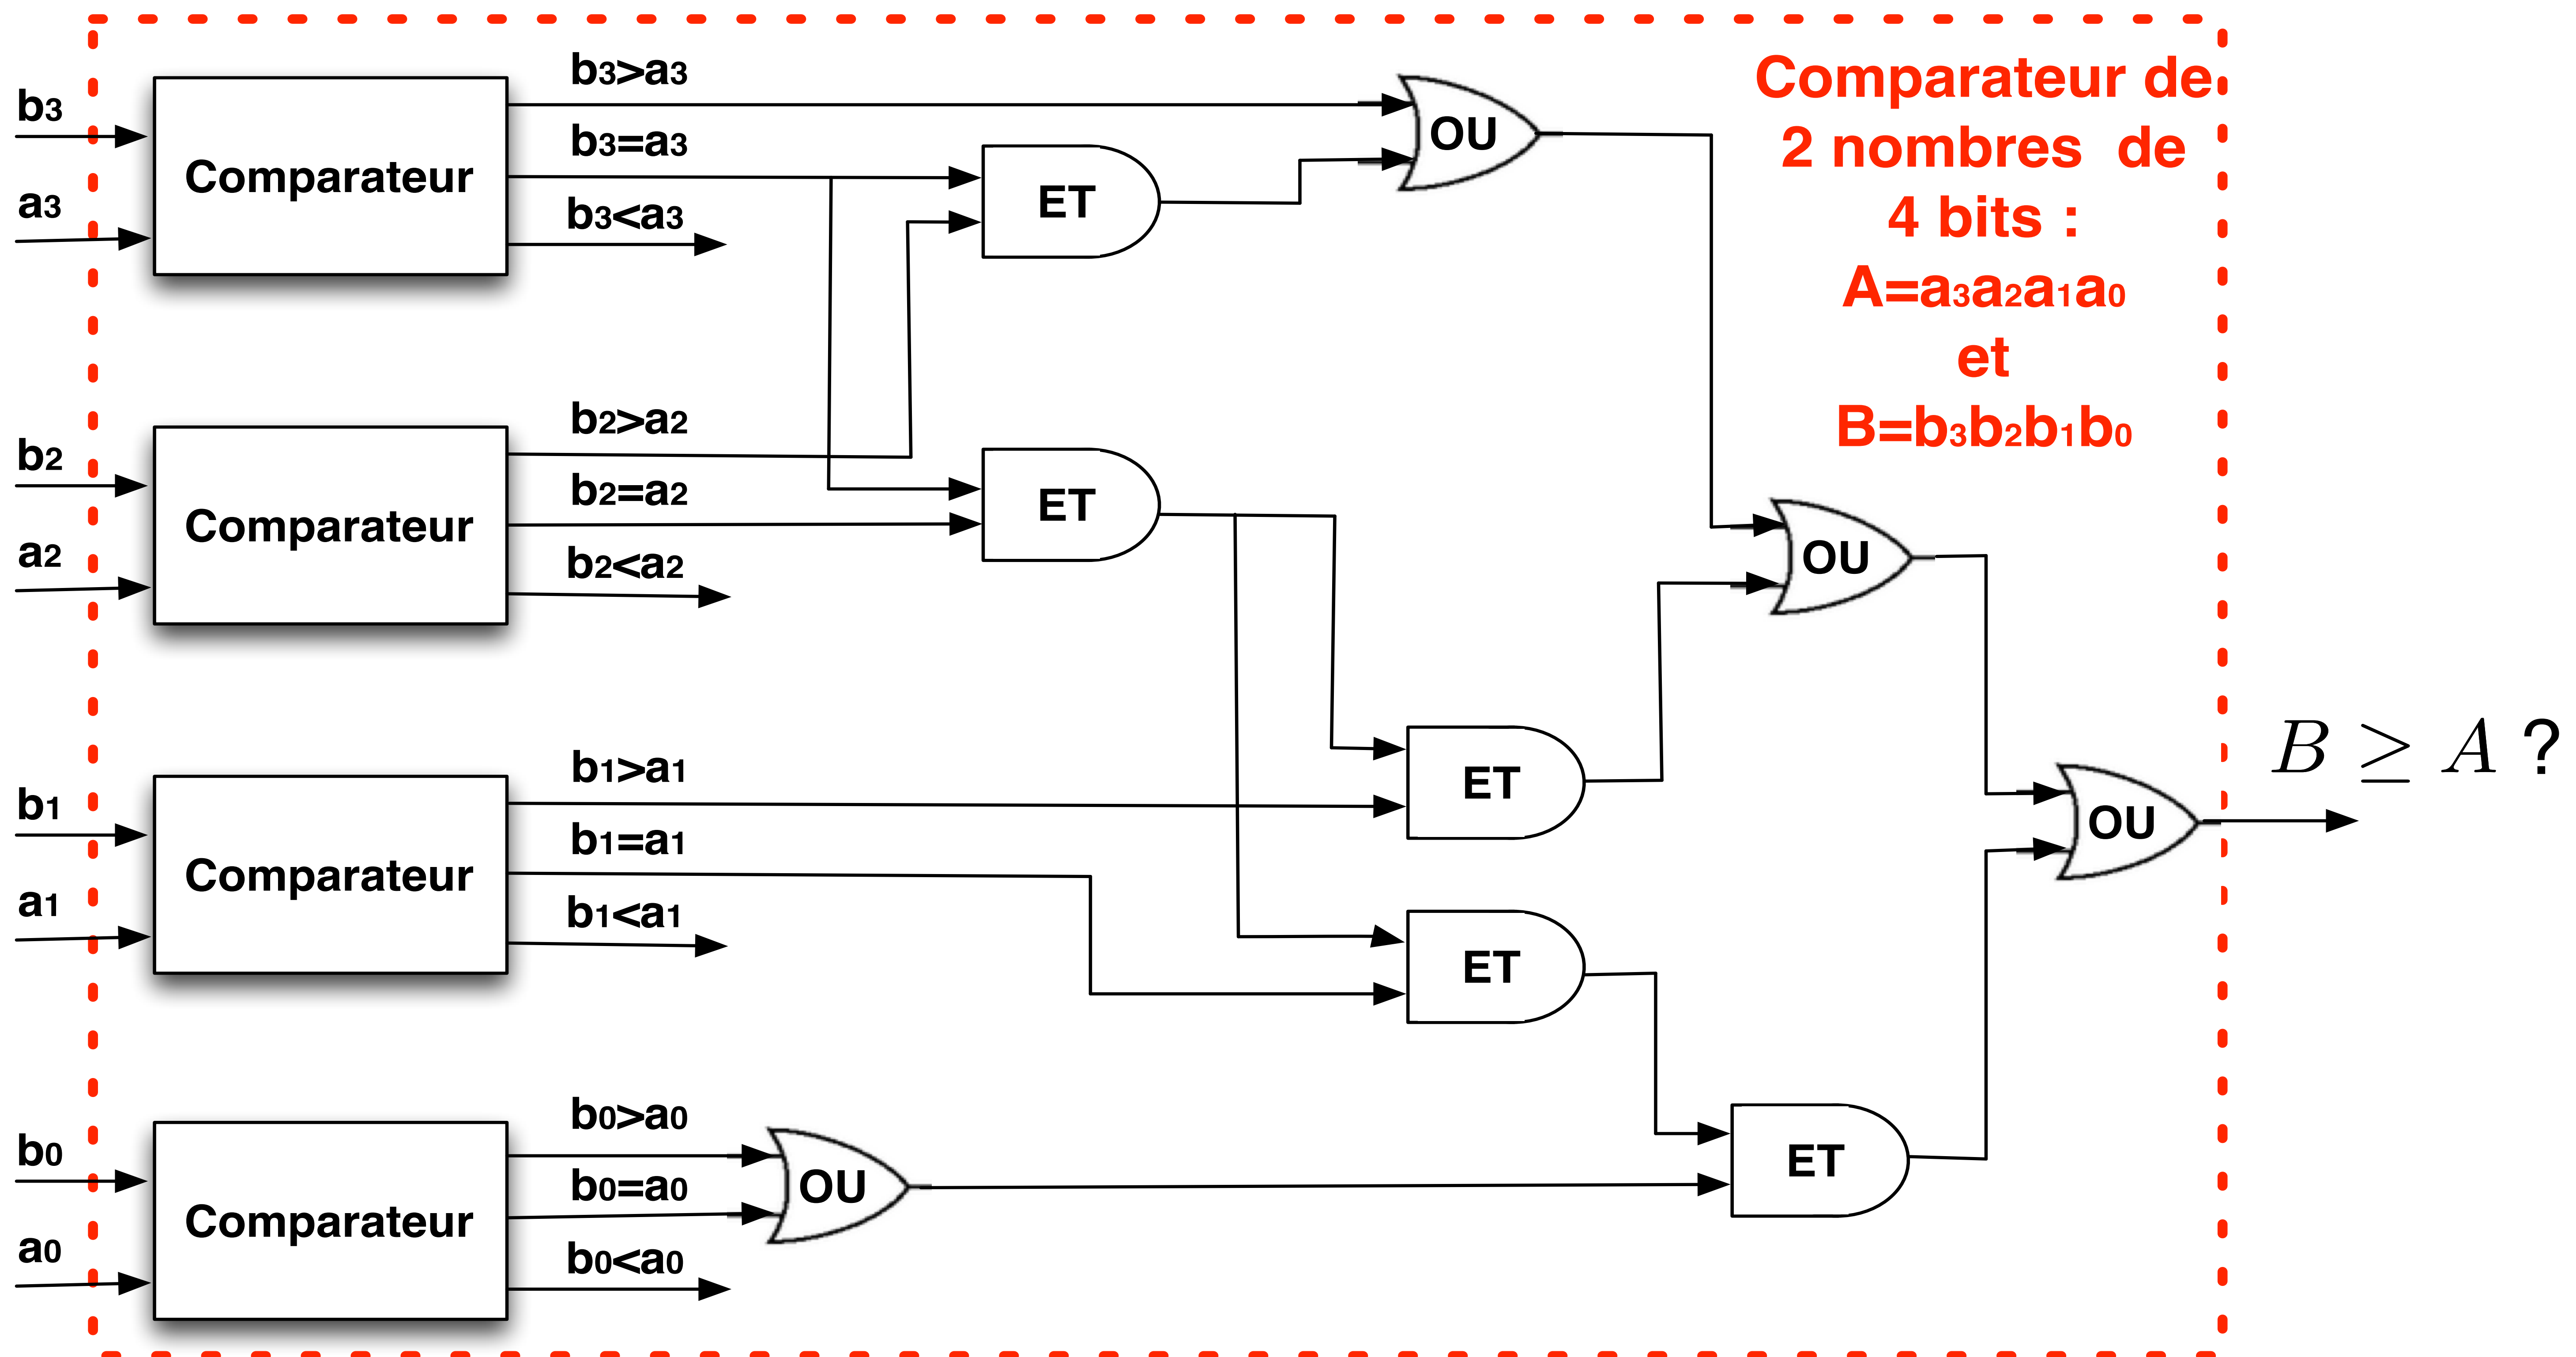 b3>a3
b3
b3=a3
Comparateur
a3
b3<a3
ET
OU
Comparateur de
2 nombres de
4 bits :
A=a3a2a1a0
et
B=b3b2b1b0
b2>a2
b2
b2=a2
Comparateur
a2
b2<a2
ET
OU
b1>a1
b1
b1=a1
Comparateur
a1
b1<a1
ET
ET
OU
B ≥ A ?
b0>a0
b0
b0=a0
Comparateur
a0
b0<a0
OU
ET